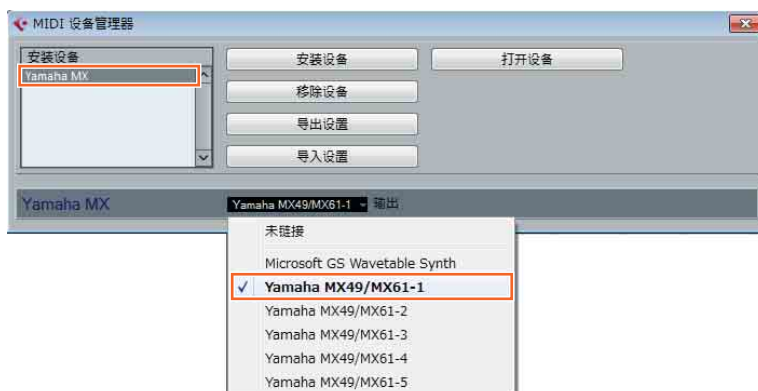 MIDI 设备管理器
安装设备
Yamaha MX
安装设备
打开设备
移除设备
导出设置
导入设置
Yamaha MX
Yamaha MX49/MX61-1
输出
未链接
Microsoft GS Wavetable Synth
Yamaha MX49/MX61-1
Yamaha MX49/MX61-2
Yamaha MX49/MX61-3
Yamaha MX49/MX61-4
Yamaha MX49/MX61-5